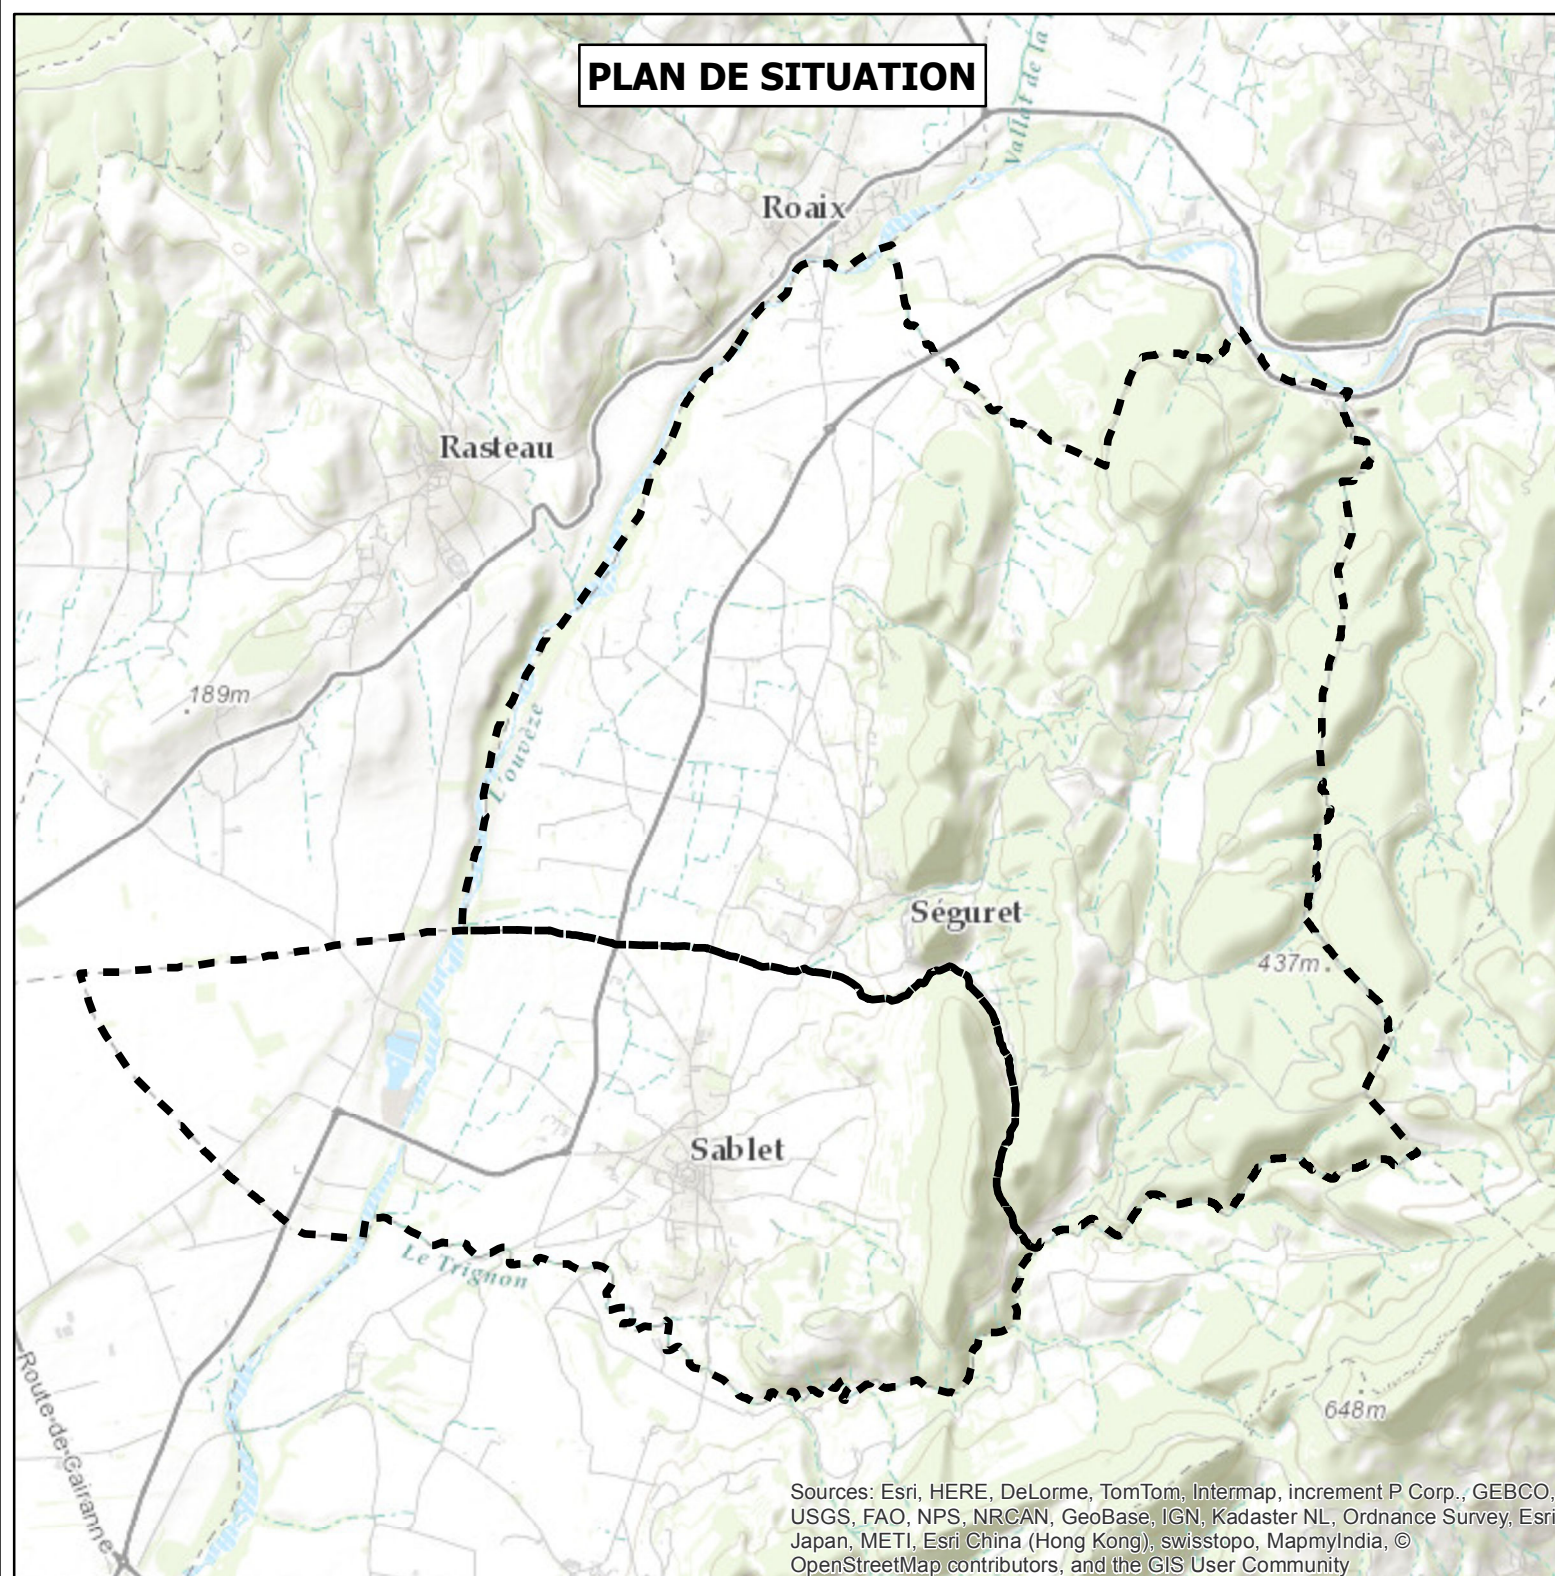 PLAN DE SITUATION
Vallat de la
Roaix
Rasteau
189m
Louvèze
Séguret
437m
Sablet
Le Trignon
Route de Cairanne
648m
Sources: Esri, HERE, DeLorme, TomTom, Intermap, increment P Corp., GEBCO,
USGS, FAO, NPS, NRCAN, GeoBase, IGN, Kadaster NL, Ordnance Survey, Esri
Japan, METI, Esri China (Hong Kong), swisstopo, MapmyIndia, ©
OpenStreetMap contributors, and the GIS User Community